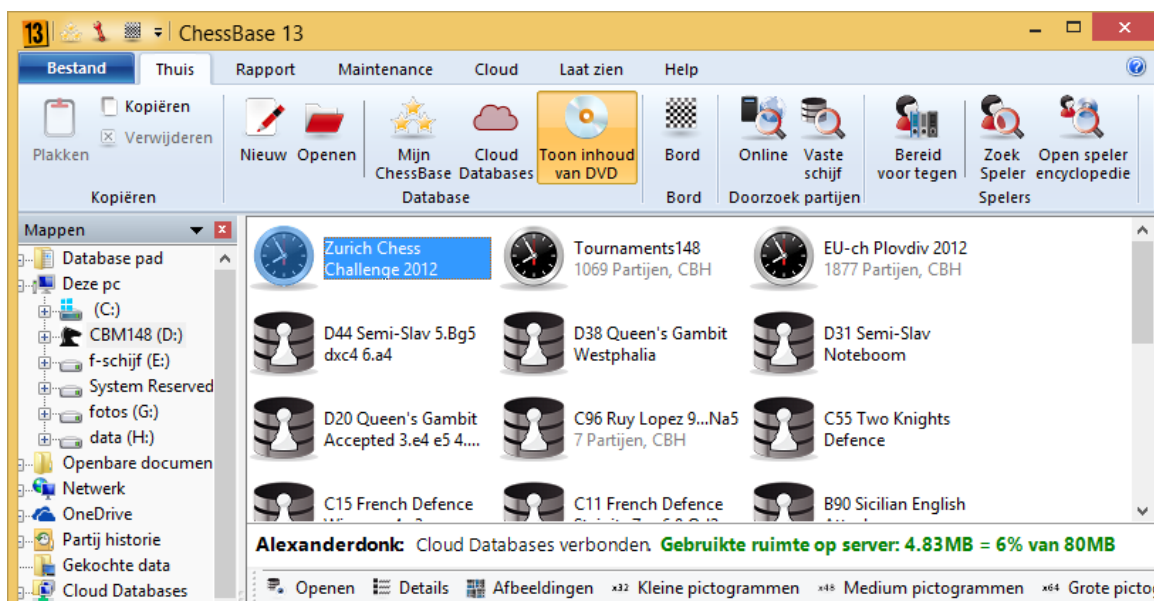 13 ChessBase 13
Bestand Thuis Rapport Maintenance Cloud Laat zien Help
Plakken
Kopiëren
Verwijderen
Kopiëren
Nieuw
Openen
Mijn
ChessBase
Cloud
Databases
Toon inhoud
van DVD
Database
Bord
Bord
Online
Vaste
schijf
Doorzoek partijen
Bereid
voor tegen
Zoek
Speler
Open speler
encyclopedie
Spelers
Mappen
Database pad
Deze pc
(C:)
CBM148 (D:)
f-schijf (E:)
System Reserved
fotos (G:)
data (H:)
Openbare documen
Netwerk
OneDrive
Partij historie
Gekochte data
Cloud Databases
Zurich Chess
Challenge 2012
Tournaments148
1069 Partijen, CBH
EU-ch Plovdiv 2012
1877 Partijen, CBH
D44 Semi-Slav 5.Bg5
dxc4 6.a4
D38 Queen's Gambit
Westphalia
D31 Semi-Slav
Noteboom
D20 Queen's Gambit
Accepted 3.e4 e5 4....
C96 Ruy Lopez 9...Na5
7 Partijen, CBH
C55 Two Knights
Defence
C15 French Defence
C11 French Defence
B90 Sicilian English
Alexanderdonk: Cloud Databases verbonden. Gebruikte ruimte op server: 4.83MB = 6% van 80MB
Openen Details Afbeeldingen x32 Kleine pictogrammen x48 Medium pictogrammen x64 Grote picto